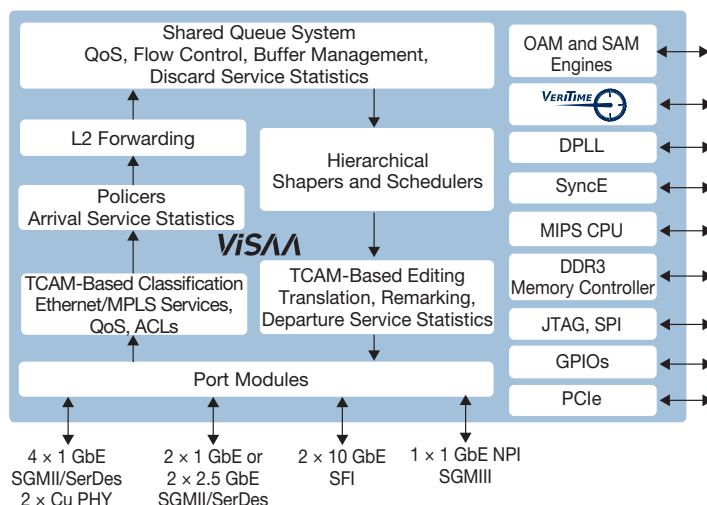 Shared Queue System
QoS, Flow Control, Buffer Management,
Discard Service Statistics
L2 Forwarding
Policers
Arrival Service Statistics
Hierarchical
Shapers and Schedulers
ViSAA
TCAM-Based Classification
Ethernet/MPLS Services,
QoS, ACLs
TCAM-Based Editing
Translation, Remarking,
Departure Service Statistics
Port Modules
OAM and SAM
Engines
VERITIME
DPLL
SyncE
MIPS CPU
DDR3
Memory Controller
JTAG, SPI
GPIOs
PCIe
4 × 1 GbE
SGMII/SerDes
2 × Cu PHY
2 × 1 GbE or
2 × 2.5 GbE
SGMII/SerDes
2 × 10 GbE
SFI
1 × 1 GbE NPI
SGMIII